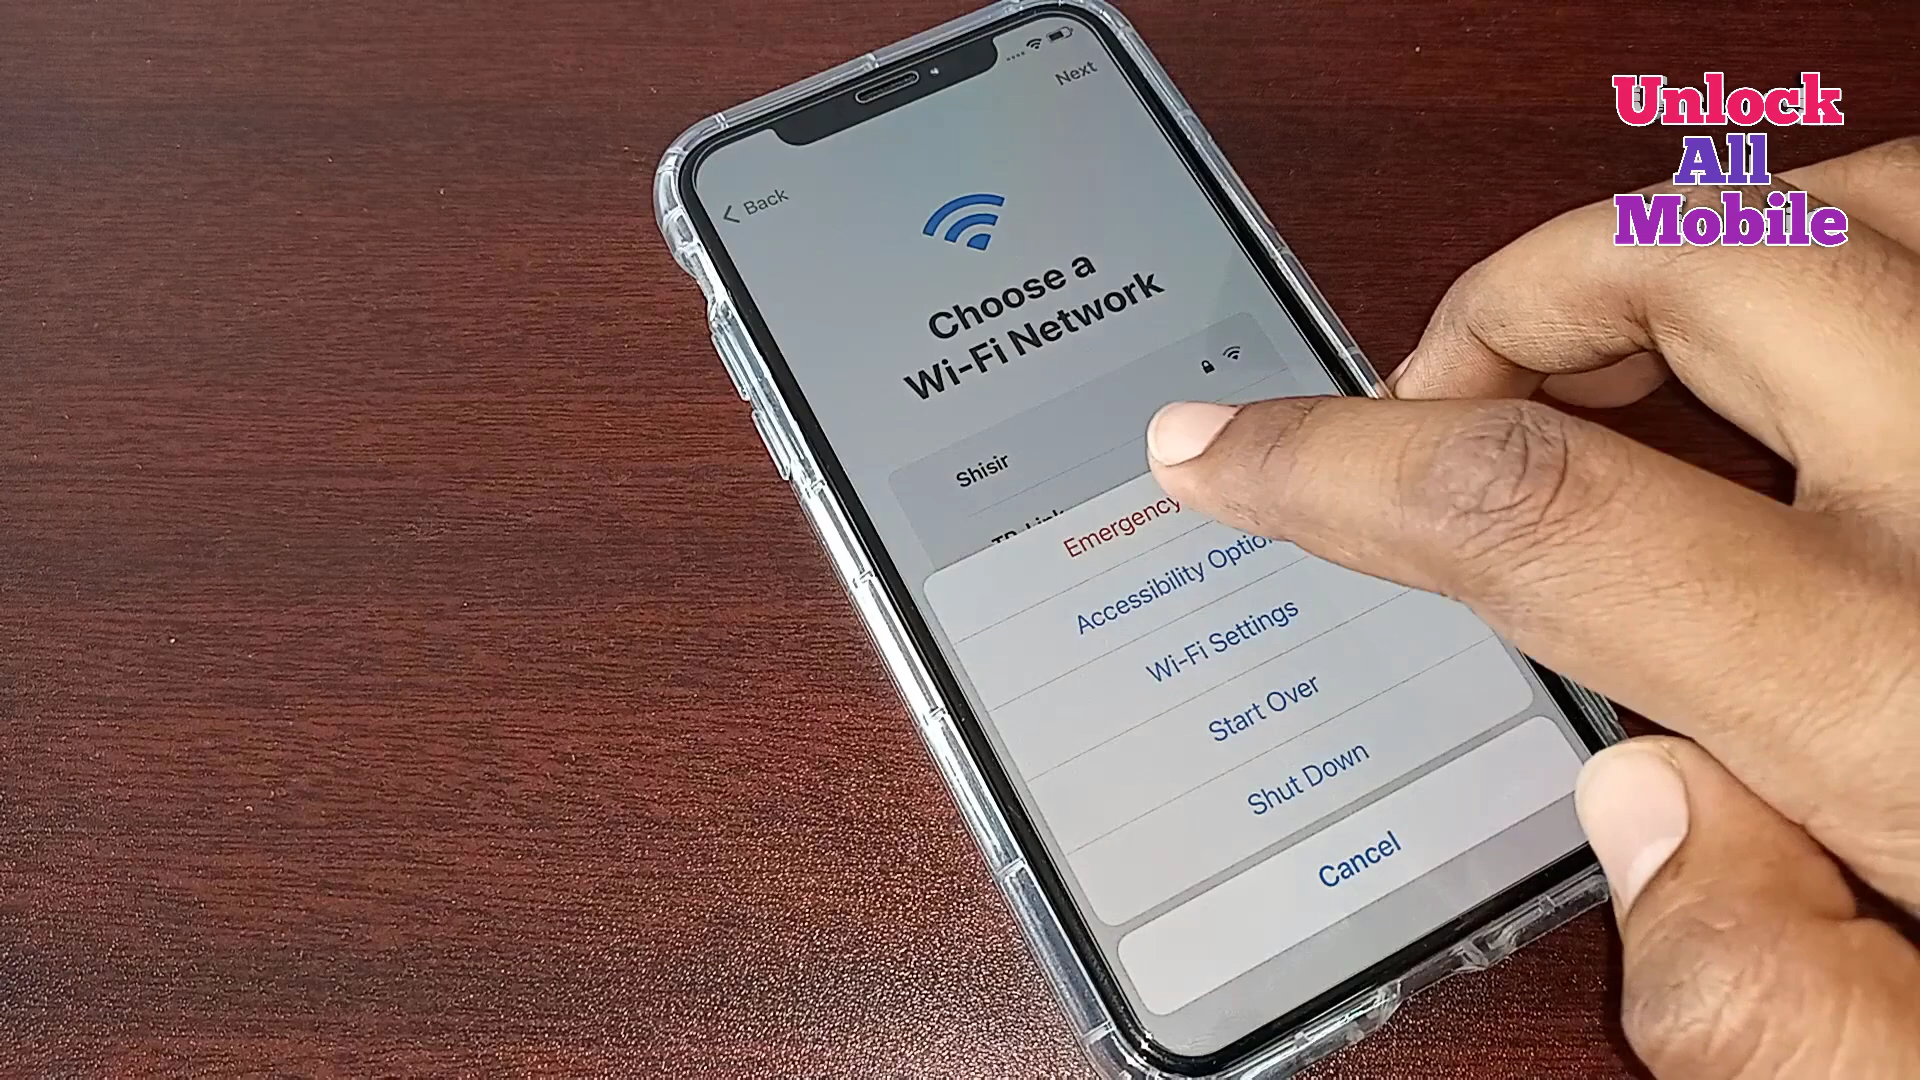 Unlock
All
Mobile
Next
Back
Choose a
Wi-Fi Network
Shisir
Emergency
Accessibility
Wi-Fi Settings
Start Over
Shut Down
Cancel